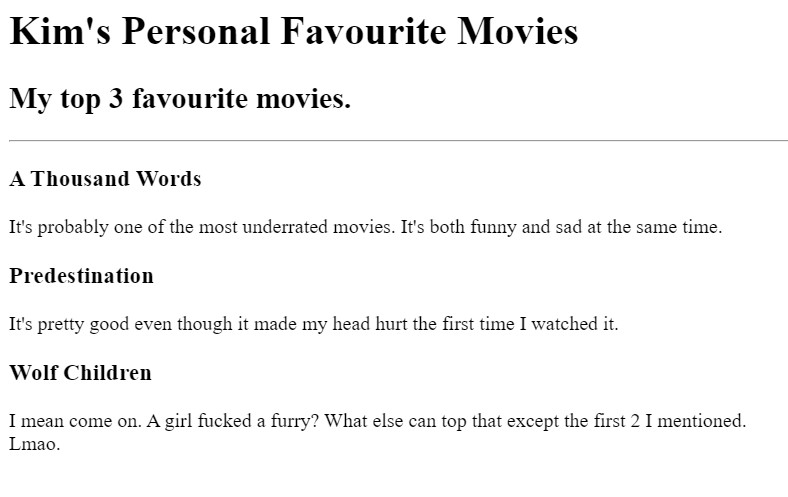 Kim's Personal Favourite Movies
My top 3 favourite movies.
A Thousand Words
It's probably one of the most underrated movies. It's both funny and sad at the same time.
Predestination
It's pretty good even though it made my head hurt the first time I watched it.
Wolf Children
I mean come on. A girl fucked a furry? What else can top that except the first 2 I mentioned.
Lmao.